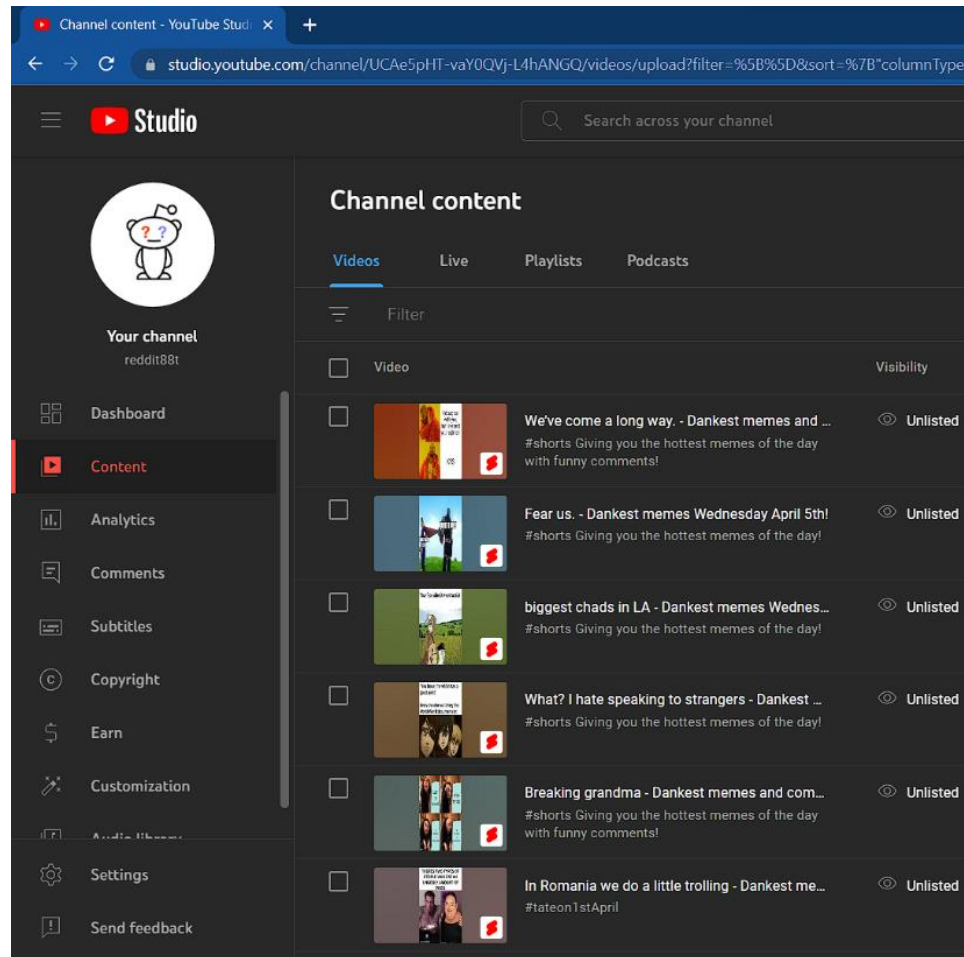 Channel content - YouTube Studi
studio.youtube.com/channel/UCAe5pHT-vaY0QVj-L4hANGQ/videos/upload?filter=%5B%5D&sort=%7B"columnType
Studio
Search across your channel
? ?
Your channel
reddit88t
Dashboard
Content
Analytics
Comments
Subtitles
Copyright
Earn
Customization
Audio library
Settings
Send feedback
Channel content
Videos Live Playlists Podcasts
Filter
Video Visibility
We've come a long way. - Dankest memes and ... Unlisted
#shorts Giving you the hottest memes of the day
with funny comments!
Fear us. - Dankest memes Wednesday April 5th! Unlisted
#shorts Giving you the hottest memes of the day!
biggest chads in LA - Dankest memes Wednes... Unlisted
#shorts Giving you the hottest memes of the day!
What? I hate speaking to strangers - Dankest ... Unlisted
#shorts Giving you the hottest memes of the day!
Breaking grandma - Dankest memes and com... Unlisted
#shorts Giving you the hottest memes of the day
with funny comments!
In Romania we do a little trolling - Dankest me... Unlisted
#tateon1stApril